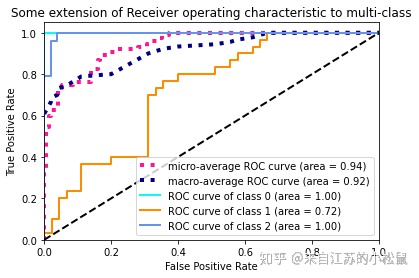 Some extension of Receiver operating characteristic to multi-class
1.0
0.8
0.6
0.4
0.2
0.0
True Positive Rate
micro-average ROC curve (area = 0.94)
macro-average ROC curve (area = 0.92)
ROC curve of class 0 (area = 1.00)
ROC curve of class 1 (area = 0.72)
ROC curve of class 2 (area = 1.00)
0.0 0.2 0.4 0.6 0.8 1.0
False Positive Rate
知乎 @来自江苏的小松鼠